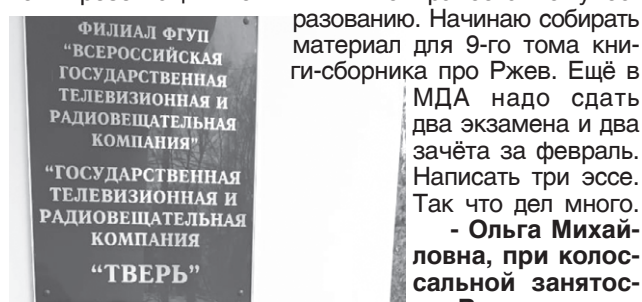 ФИЛИАЛ ФГУП
“ВСЕРОССИЙСКАЯ
ГОСУДАРСТВЕННАЯ
ТЕЛЕВИЗИОННАЯ И
РАДИОВЕЩАТЕЛЬНАЯ
КОМПАНИЯ”
“ГОСУДАРСТВЕННАЯ
ТЕЛЕВИЗИОННАЯ И
РАДИОВЕЩАТЕЛЬНАЯ
КОМПАНИЯ
“ТВЕРЬ”
разованию. Начинаю собирать
материал для 9-го тома кни-
ги-сборника про Ржев. Ещё в
МДА надо сдать
два экзамена и два
зачёта за февраль.
Написать три эссе.
Так что дел много.
- Ольга Михай-
ловна, при колос-
сальной занятос-